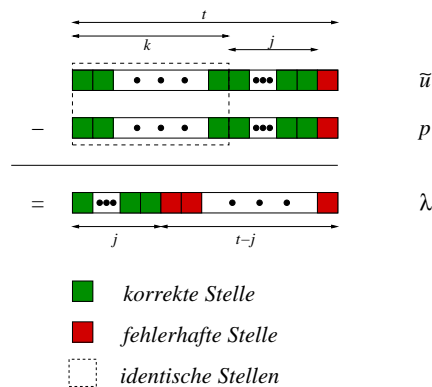 t
k j
ũ
− p
= λ
j t−j
korrekte Stelle
fehlerhafte Stelle
identische Stellen